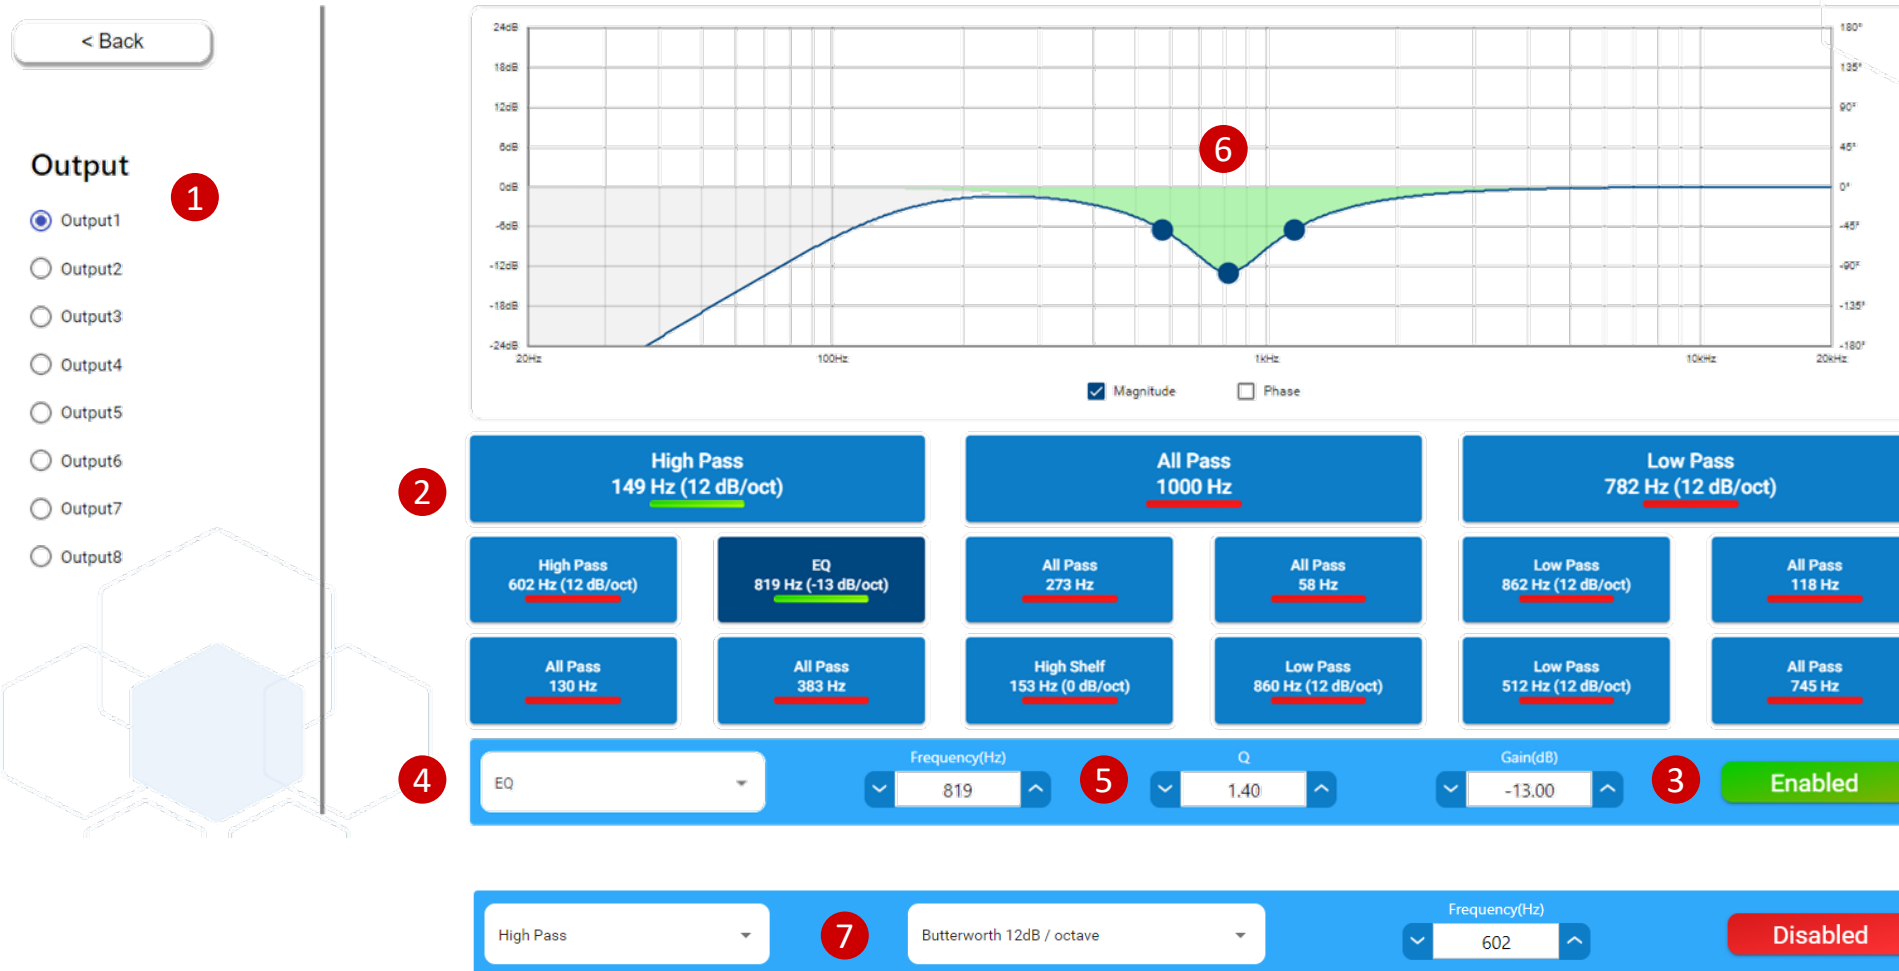 < Back
Output
1
Output1
Output2
Output3
Output4
Output5
Output6
Output7
Output8
24dB
18dB
12dB
6dB
0dB
-6dB
-12dB
-18dB
-24dB
180°
135°
90°
45°
0°
-45°
-90°
-135°
-180°
6
20Hz 100Hz 1kHz 10kHz 20kHz
Magnitude Phase
2
High Pass
149 Hz (12 dB/oct)
All Pass
1000 Hz
Low Pass
782 Hz (12 dB/oct)
High Pass
602 Hz (12 dB/oct)
EQ
819 Hz (-13 dB/oct)
All Pass
273 Hz
All Pass
58 Hz
Low Pass
862 Hz (12 dB/oct)
All Pass
118 Hz
All Pass
130 Hz
All Pass
383 Hz
High Shelf
153 Hz (0 dB/oct)
Low Pass
860 Hz (12 dB/oct)
Low Pass
512 Hz (12 dB/oct)
All Pass
745 Hz
4
EQ
Frequency(Hz)
819
5
Q
1.40
Gain(dB)
-13.00
3
Enabled
High Pass
7
Butterworth 12dB / octave
Frequency(Hz)
602
Disabled